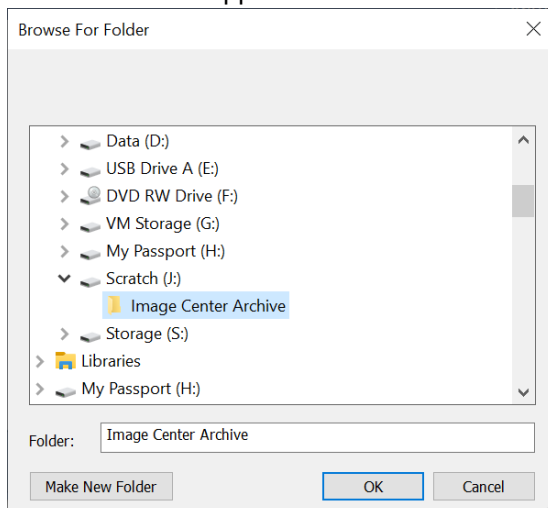 Browse For Folder
Data (D:)
USB Drive A (E:)
DVD RW Drive (F:)
VM Storage (G:)
My Passport (H:)
Scratch (J:)
Image Center Archive
Storage (S:)
Libraries
My Passport (H:)
Folder: Image Center Archive
Make New Folder OK Cancel